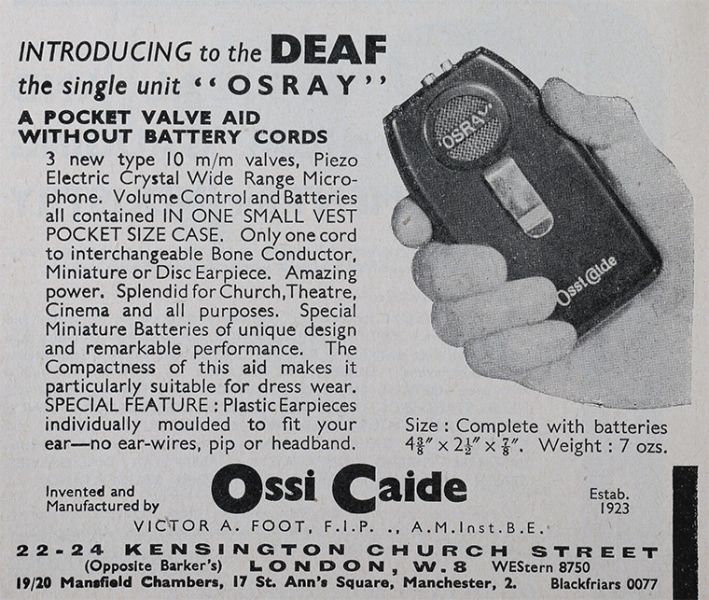 INTRODUCING to the DEAF
the single unit "OSRAY"
A POCKET VALVE AID
WITHOUT BATTERY CORDS
3 new type 10 m/m valves, Piezo
Electric Crystal Wide Range Micro-
phone. Volume Control and Batteries
all contained IN ONE SMALL VEST
POCKET SIZE CASE. Only one cord
to interchangeable Bone Conductor,
Miniature or Disc Earpiece. Amazing
power. Splendid for Church, Theatre,
Cinema and all purposes. Special
Miniature Batteries of unique design
and remarkable performance. The
Compactness of this aid makes it
particularly suitable for dress wear.
SPECIAL FEATURE : Plastic Earpieces
individually moulded to fit your
ear—no ear-wires, pip or headband.
'OSRAY'
Ossicaide
Size : Complete with batteries
4⅜" × 2½" × ⅞". Weight : 7 ozs.
Invented and
Manufactured by
Ossi Caide
Estab.
1923
VICTOR A. FOOT, F.I.P. ., A.M.Inst.B.E.
22-24 KENSINGTON CHURCH STREET
(Opposite Barker's) LONDON, W.8 WEStern 8750
19/20 Mansfield Chambers, 17 St. Ann's Square, Manchester, 2. Blackfriars 0077